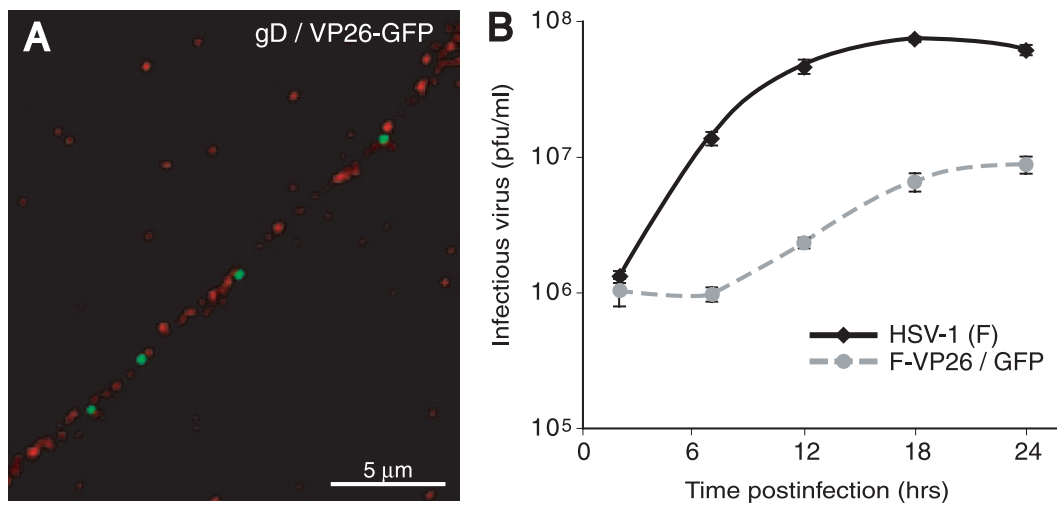 A
gD / VP26-GFP
5 μm
B
Infectious virus (pfu/ml)
10⁸
10⁷
10⁶
10⁵
0 6 12 18 24
Time postinfection (hrs)
HSV-1 (F)
F-VP26 / GFP